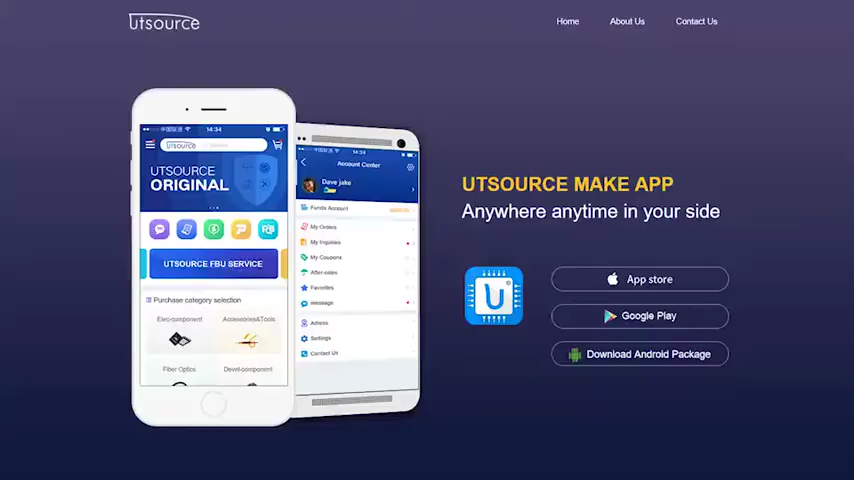 utsource
Home
About Us
Contact Us
14:34
utsource
UTSOURCE
ORIGINAL
UTSOURCE FBU SERVICE
Purchase category selection
Elec-component
Accessories&Tools
Fiber Optics
Devel-component
14:34
Account Center
Dave jake
Funds Account
My Orders
My Inquiries
My Coupons
After-sales
Favorites
message
Adress
Settings
Contact Us
UTSOURCE MAKE APP
Anywhere anytime in your side
U
App store
Google Play
Download Android Package